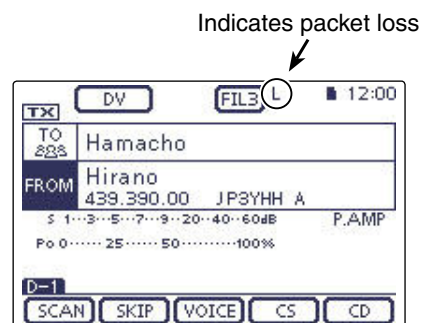 Indicates packet loss
DV FIL3 L 12:00
TX
TO Hamacho
FROM Hirano
439.390.00 JP3YHH A
S 1··3··5··7··9··20··40··60dB P.AMP
Po 0······25······50··········100%
D-1
SCAN SKIP VOICE CS CD